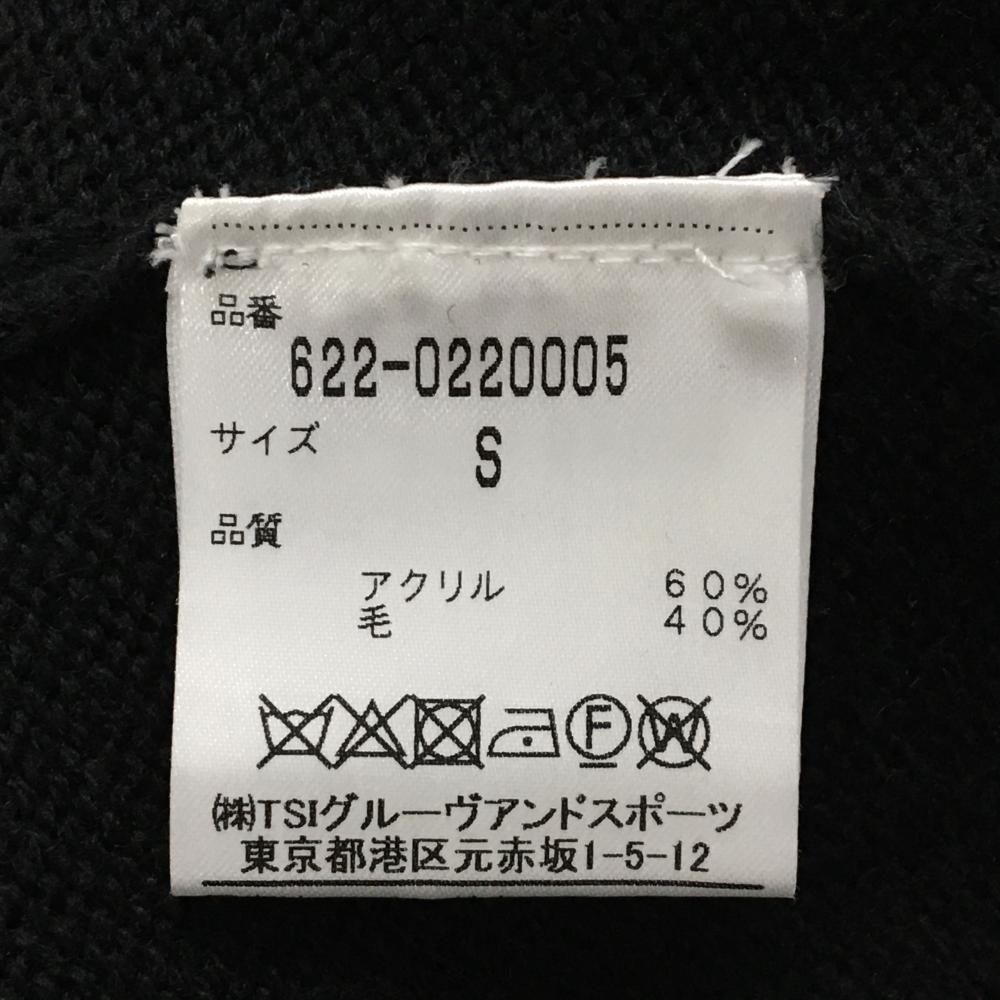 品番
622-0220005
サイズ S
品質
アクリル 60%
毛 40%
F W
㈱TSIグルーヴアンドスポーツ
東京都港区元赤坂1-5-12